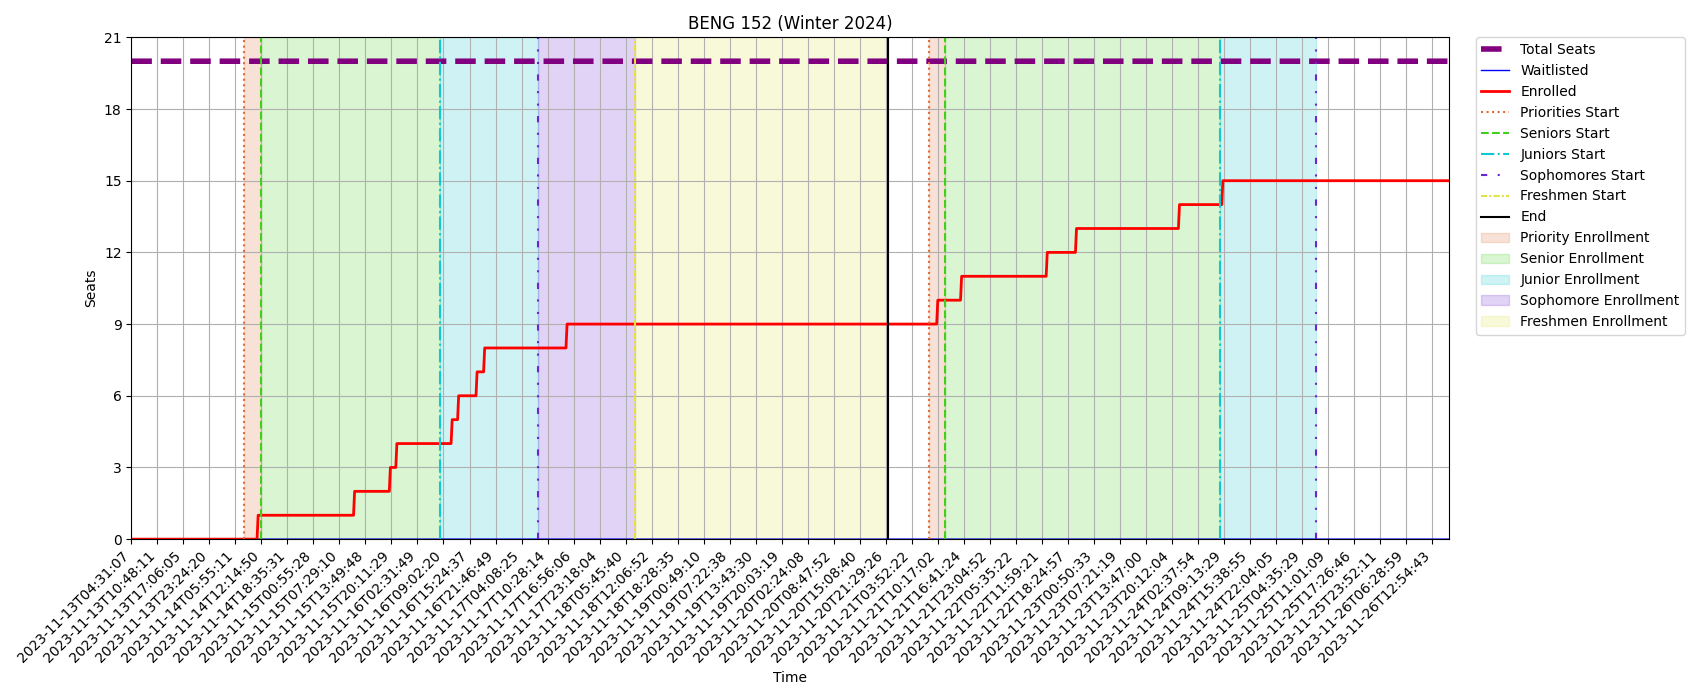 BENG 152 (Winter 2024)
21
18
15
12
9
6
3
0
Seats
2023-11-13T04:31:07
2023-11-13T10:48:11
2023-11-13T17:06:05
2023-11-13T23:24:20
2023-11-14T05:55:11
2023-11-14T12:14:50
2023-11-14T18:35:31
2023-11-15T00:55:28
2023-11-15T07:29:10
2023-11-15T13:49:48
2023-11-15T20:11:29
2023-11-16T02:31:49
2023-11-16T09:02:20
2023-11-16T15:24:37
2023-11-16T21:46:49
2023-11-17T04:08:25
2023-11-17T10:28:14
2023-11-17T16:56:06
2023-11-17T23:18:04
2023-11-18T05:45:40
2023-11-18T12:06:52
2023-11-18T18:28:35
2023-11-19T00:49:10
2023-11-19T07:22:38
2023-11-19T13:43:30
2023-11-19T20:03:19
2023-11-20T02:24:08
2023-11-20T08:47:52
2023-11-20T15:08:40
2023-11-20T21:29:26
2023-11-21T03:52:22
2023-11-21T10:17:02
2023-11-21T16:41:24
2023-11-21T23:04:52
2023-11-22T05:35:22
2023-11-22T11:59:21
2023-11-22T18:24:57
2023-11-23T00:50:33
2023-11-23T07:21:19
2023-11-23T13:47:00
2023-11-23T20:12:04
2023-11-24T02:37:54
2023-11-24T09:13:29
2023-11-24T15:38:55
2023-11-24T22:04:05
2023-11-25T04:35:29
2023-11-25T11:01:09
2023-11-25T17:26:46
2023-11-25T23:52:11
2023-11-26T06:28:59
2023-11-26T12:54:43
Time
Total Seats
Waitlisted
Enrolled
Priorities Start
Seniors Start
Juniors Start
Sophomores Start
Freshmen Start
End
Priority Enrollment
Senior Enrollment
Junior Enrollment
Sophomore Enrollment
Freshmen Enrollment